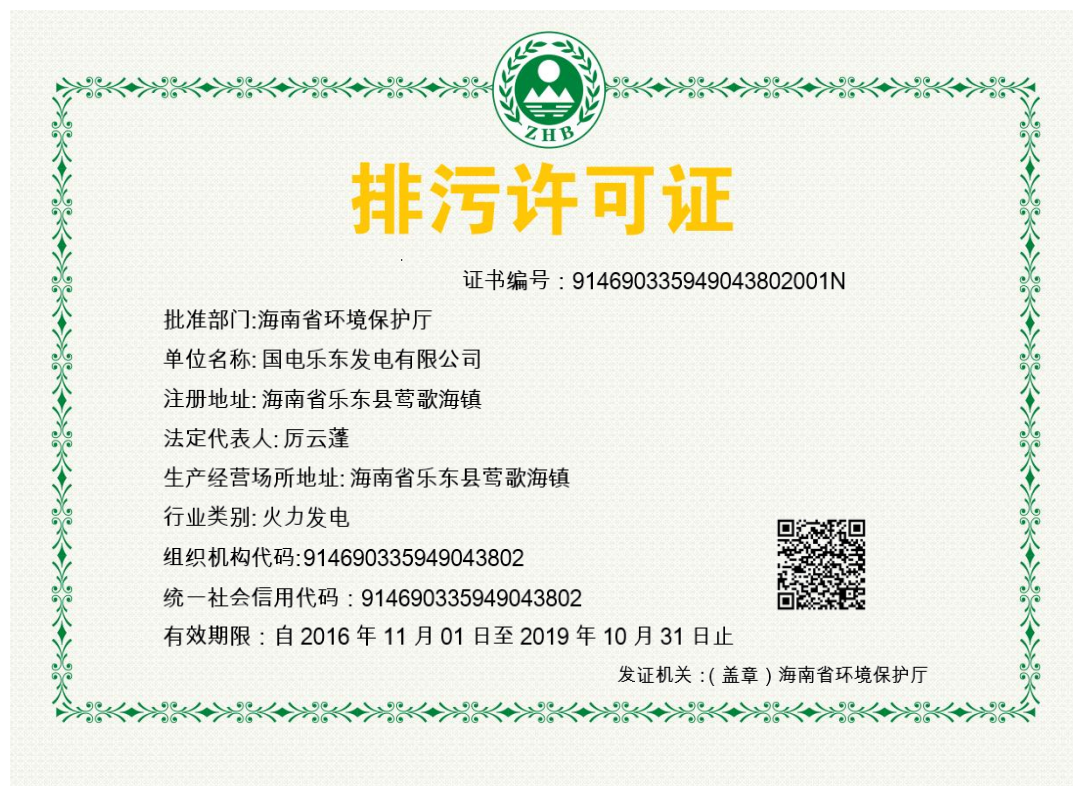 ZHB
排污许可证
证书编号：914690335949043802001N
批准部门:海南省环境保护厅
单位名称: 国电乐东发电有限公司
注册地址: 海南省乐东县莺歌海镇
法定代表人: 厉云蓬
生产经营场所地址: 海南省乐东县莺歌海镇
行业类别: 火力发电
组织机构代码:914690335949043802
统一社会信用代码：914690335949043802
有效期限：自 2016 年 11 月 01 日至 2019 年 10 月 31 日止
发证机关 :（ 盖章 ) 海南省环境保护厅